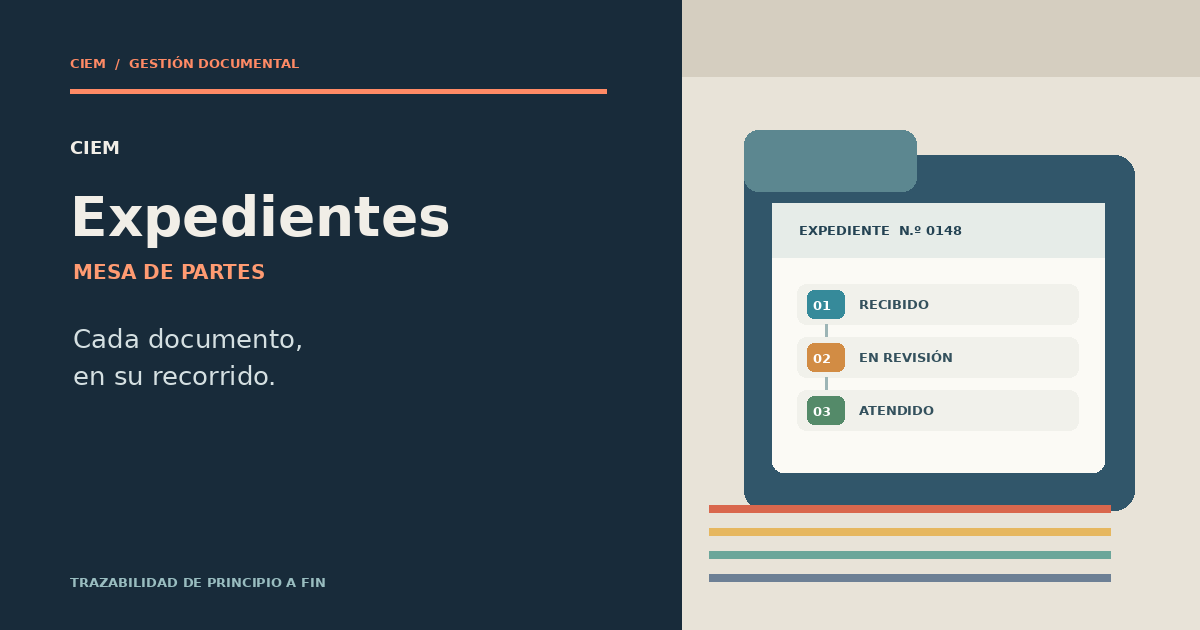 CIEM / GESTIÓN DOCUMENTAL
CIEM
Expedientes
MESA DE PARTES
Cada documento,
en su recorrido.
TRAZABILIDAD DE PRINCIPIO A FIN
EXPEDIENTE N.º 0148
01 RECIBIDO
02 EN REVISIÓN
03 ATENDIDO